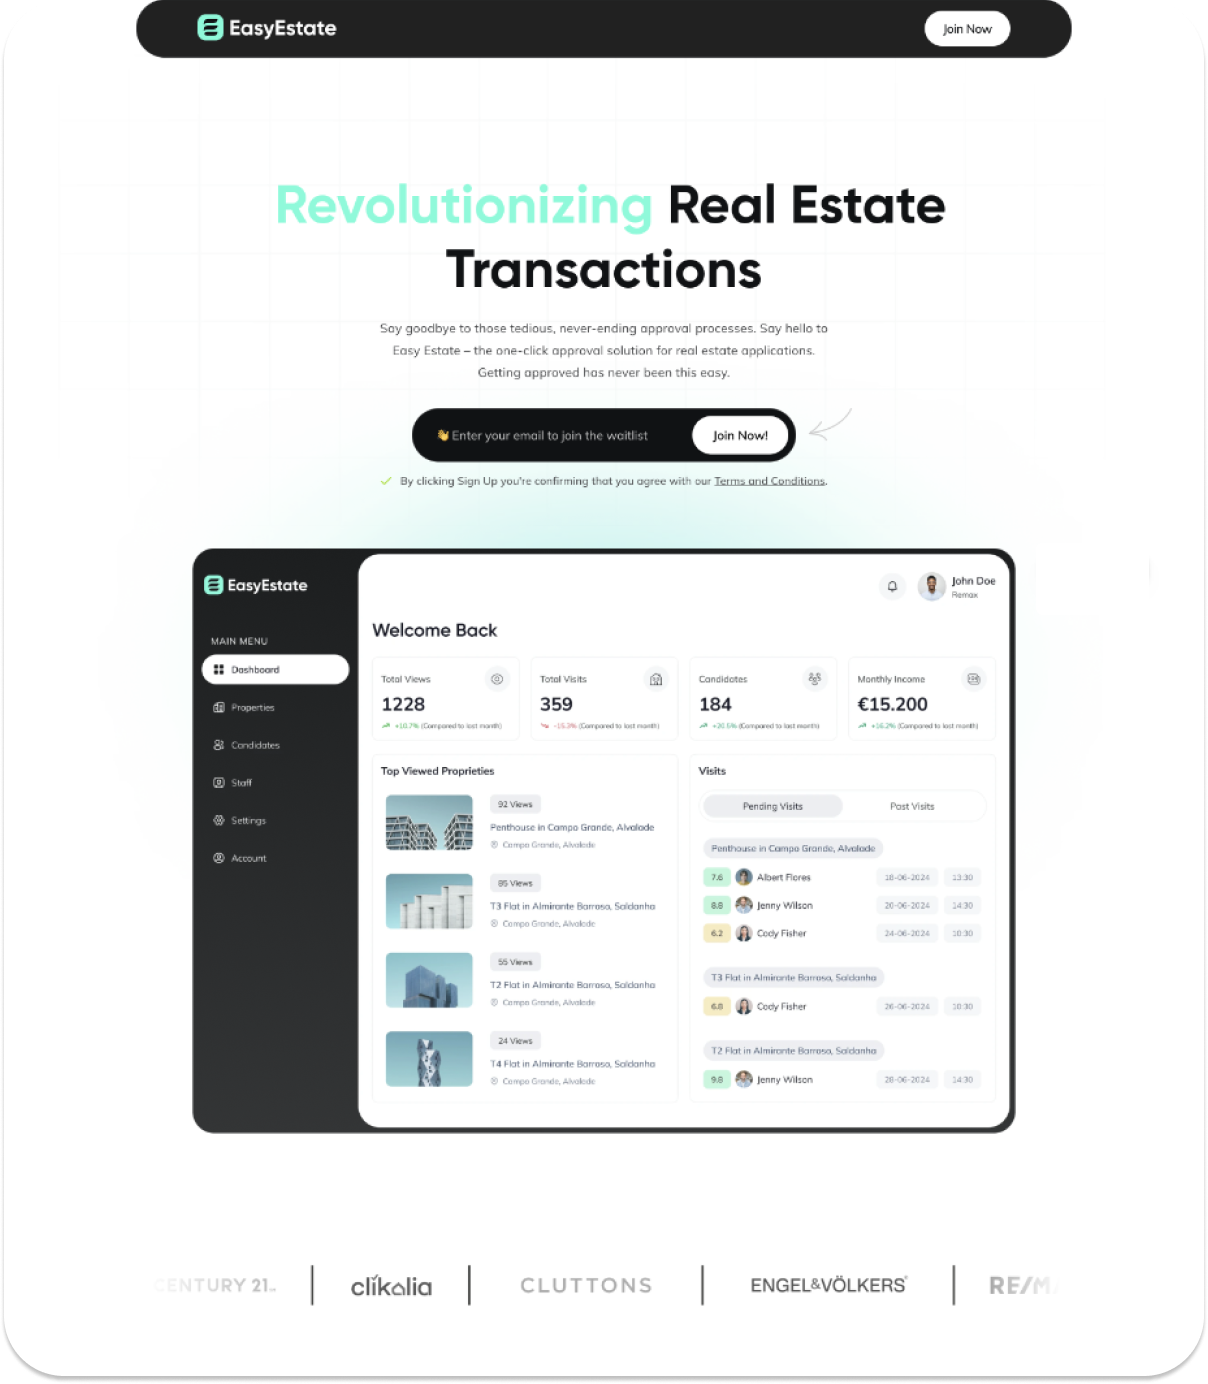 EasyEstate
Join Now
Revolutionizing Real Estate
Transactions
Say goodbye to those tedious, never-ending approval processes. Say hello to
Easy Estate – the one-click approval solution for real estate applications.
Getting approved has never been this easy.
👋 Enter your email to join the waitlist
Join Now!
By clicking Sign Up you're confirming that you agree with our Terms and Conditions.
EasyEstate
MAIN MENU
Dashboard
Properties
Candidates
Staff
Settings
Account
John Doe
Remax
Welcome Back
Total Views
1228
+10.7% (Compared to last month)
Total Visits
359
-15.3% (Compared to last month)
Candidates
184
+20.5% (Compared to last month)
Monthly Income
€15.200
+16.2% (Compared to last month)
Top Viewed Proprieties
92 Views
Penthouse in Campo Grande, Alvalade
Campo Grande, Alvalade
85 Views
T3 Flat in Almirante Barroso, Saldanha
Campo Grande, Alvalade
55 Views
T2 Flat in Almirante Barroso, Saldanha
Campo Grande, Alvalade
24 Views
T4 Flat in Almirante Barroso, Saldanha
Campo Grande, Alvalade
Visits
Pending Visits Past Visits
Penthouse in Campo Grande, Alvalade
7.6 Albert Flores 18-06-2024 13:30
8.8 Jenny Wilson 20-06-2024 14:30
6.2 Cody Fisher 24-06-2024 10:30
T3 Flat in Almirante Barroso, Saldanha
6.8 Cody Fisher 26-06-2024 10:30
T2 Flat in Almirante Barroso, Saldanha
9.8 Jenny Wilson 28-06-2024 14:30
CENTURY 21. clikalia CLUTTONS ENGEL&VÖLKERS RE/MA